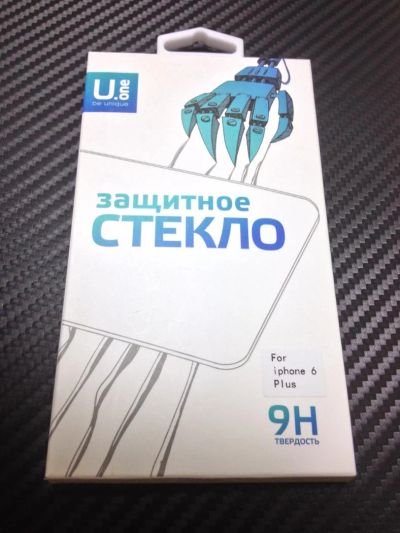 U.one
be unique
защитное
СТЕКЛО
For
iphone 6
Plus
9H
ТВЕРДОСТЬ